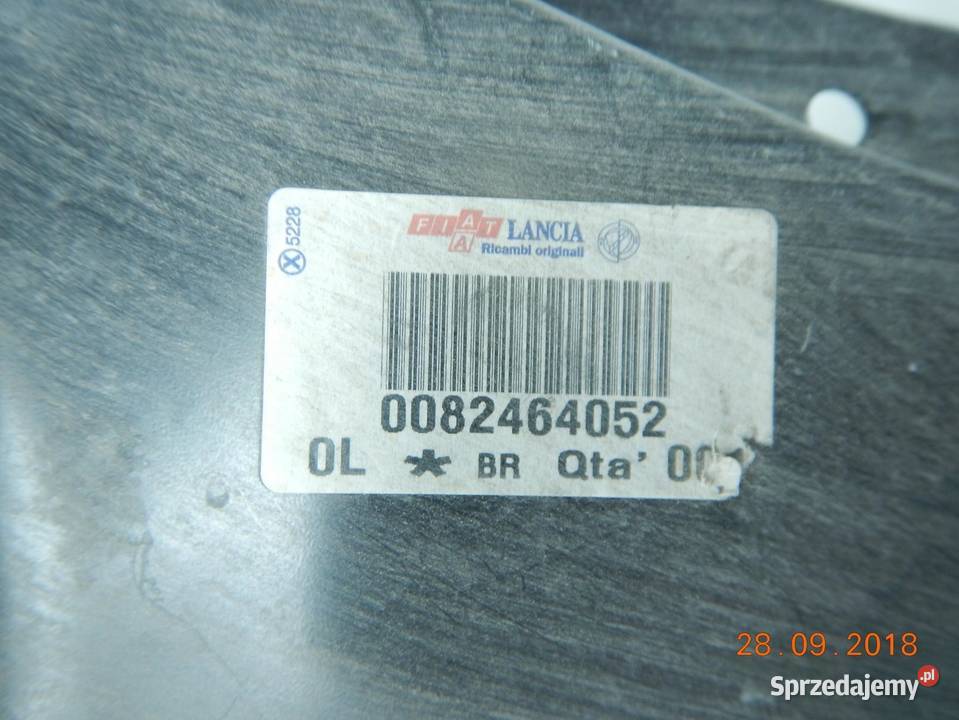 5228
FIAT LANCIA
Ricambi originali
0082464052
0L * BR Qta' 00
28.09.2018
Sprzedajemy.pl